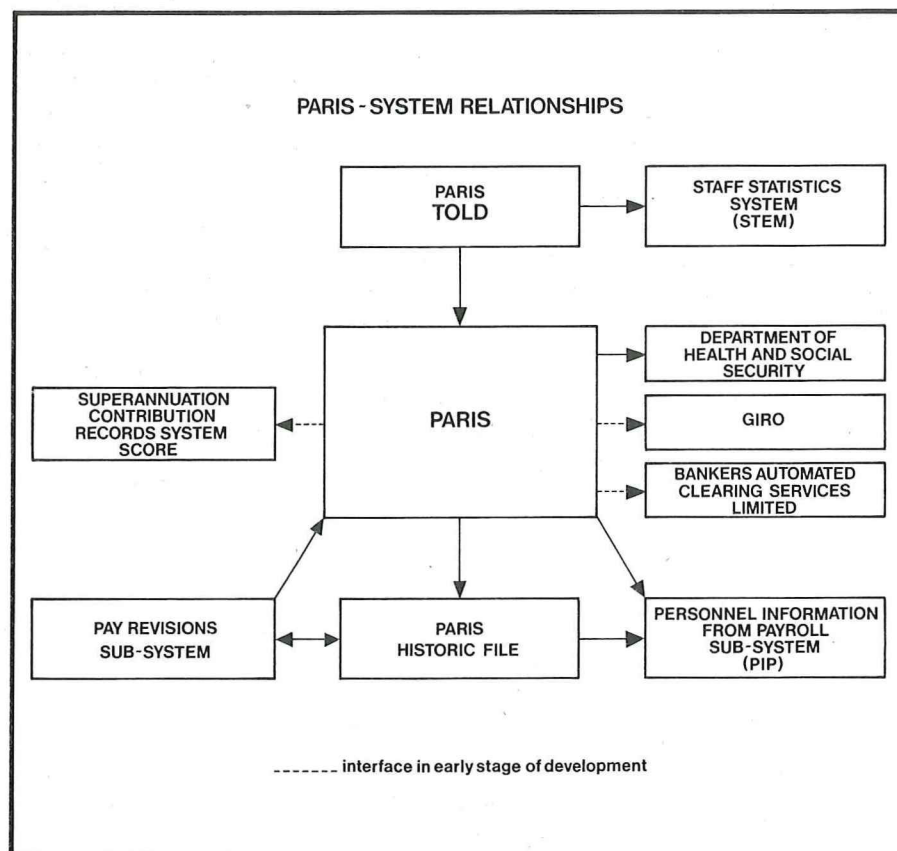 PARIS - SYSTEM RELATIONSHIPS
PARIS
TOLD
STAFF STATISTICS
SYSTEM
(STEM)
DEPARTMENT OF
HEALTH AND SOCIAL
SECURITY
SUPERANNUATION
CONTRIBUTION
RECORDS SYSTEM
SCORE
PARIS
GIRO
BANKERS AUTOMATED
CLEARING SERVICES
LIMITED
PAY REVISIONS
SUB-SYSTEM
PARIS
HISTORIC FILE
PERSONNEL INFORMATION
FROM PAYROLL
SUB-SYSTEM
(PIP)
interface in early stage of development